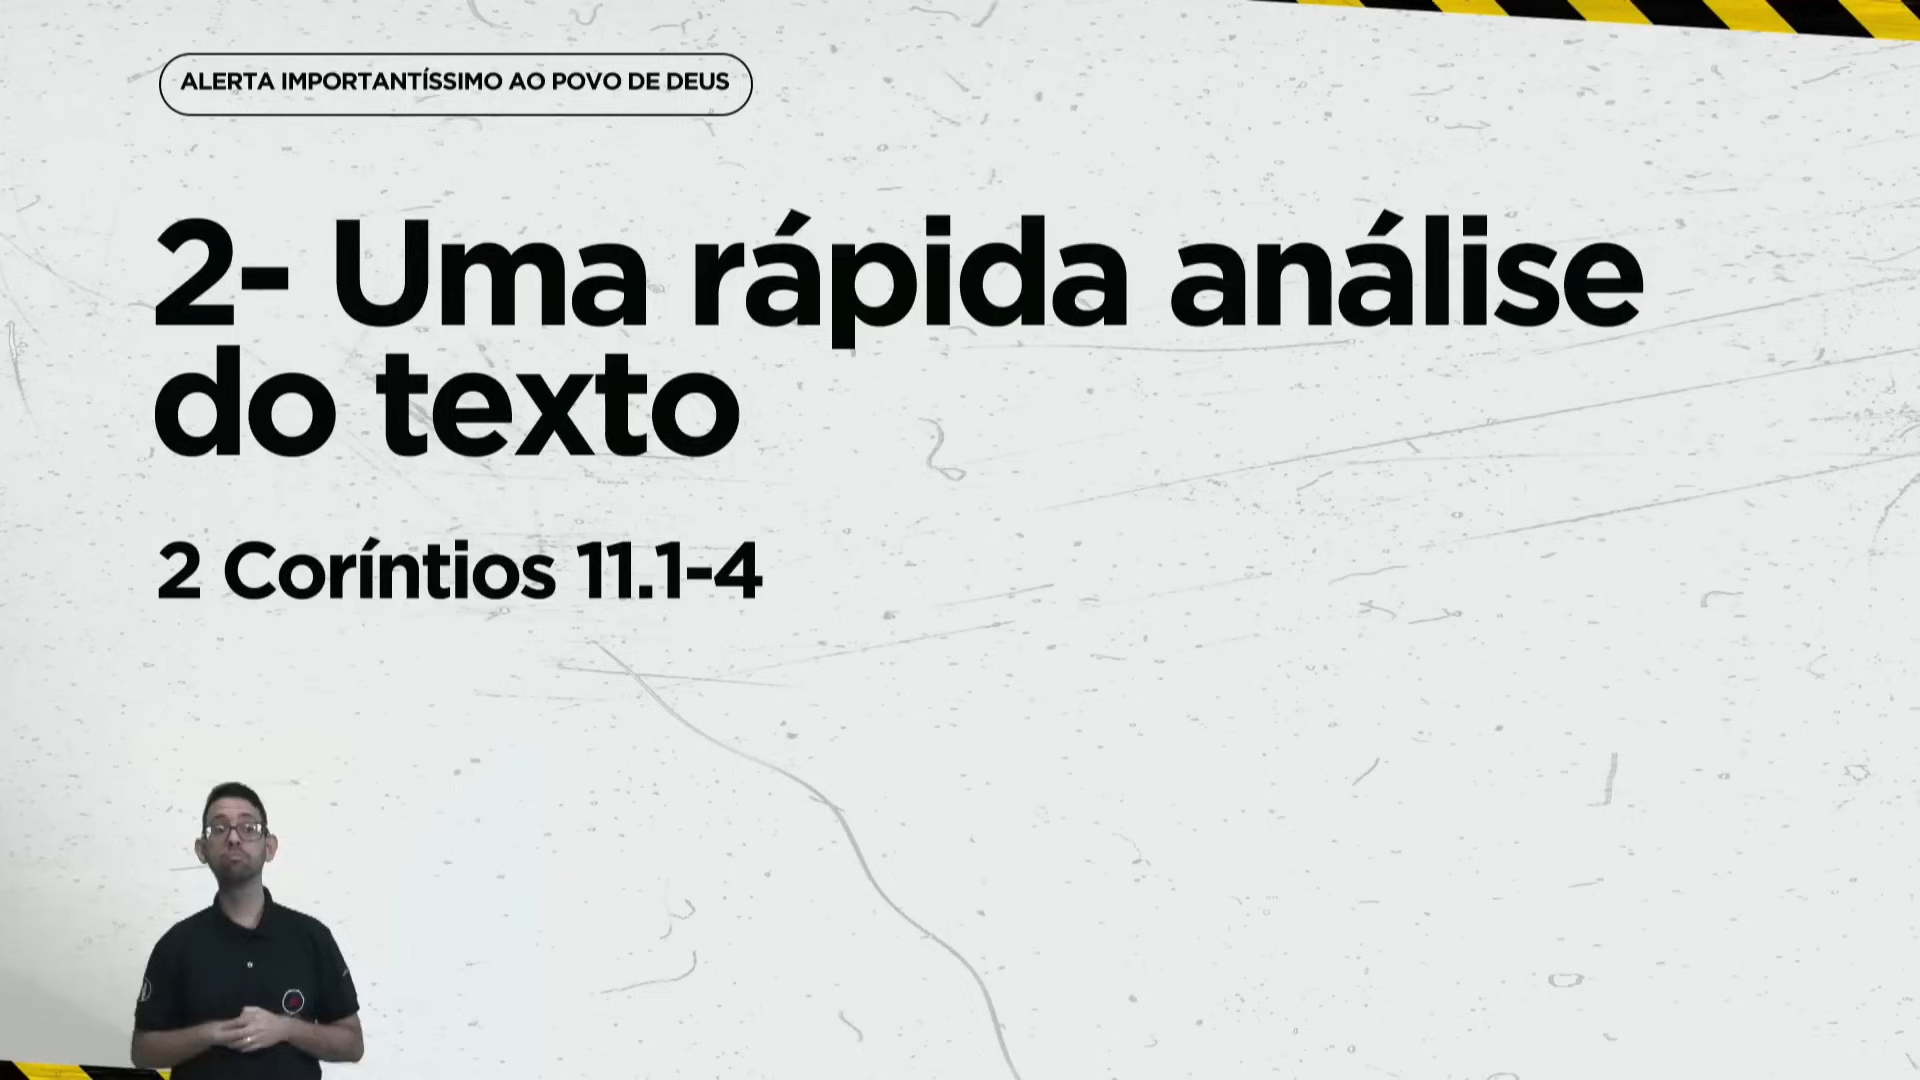 ALERTA IMPORTANTÍSSIMO AO POVO DE DEUS
2- Uma rápida análise
do texto
2 Coríntios 11.1-4